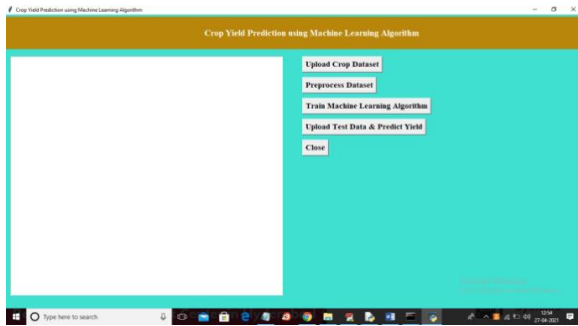 Crop Yield Prediction using Machine Learning Algorithm
Crop Yield Prediction using Machine Learning Algorithm
Upload Crop Dataset
Preprocess Dataset
Train Machine Learning Algorithm
Upload Test Data & Predict Yield
Close
Type here to search
12:54
27-04-2021